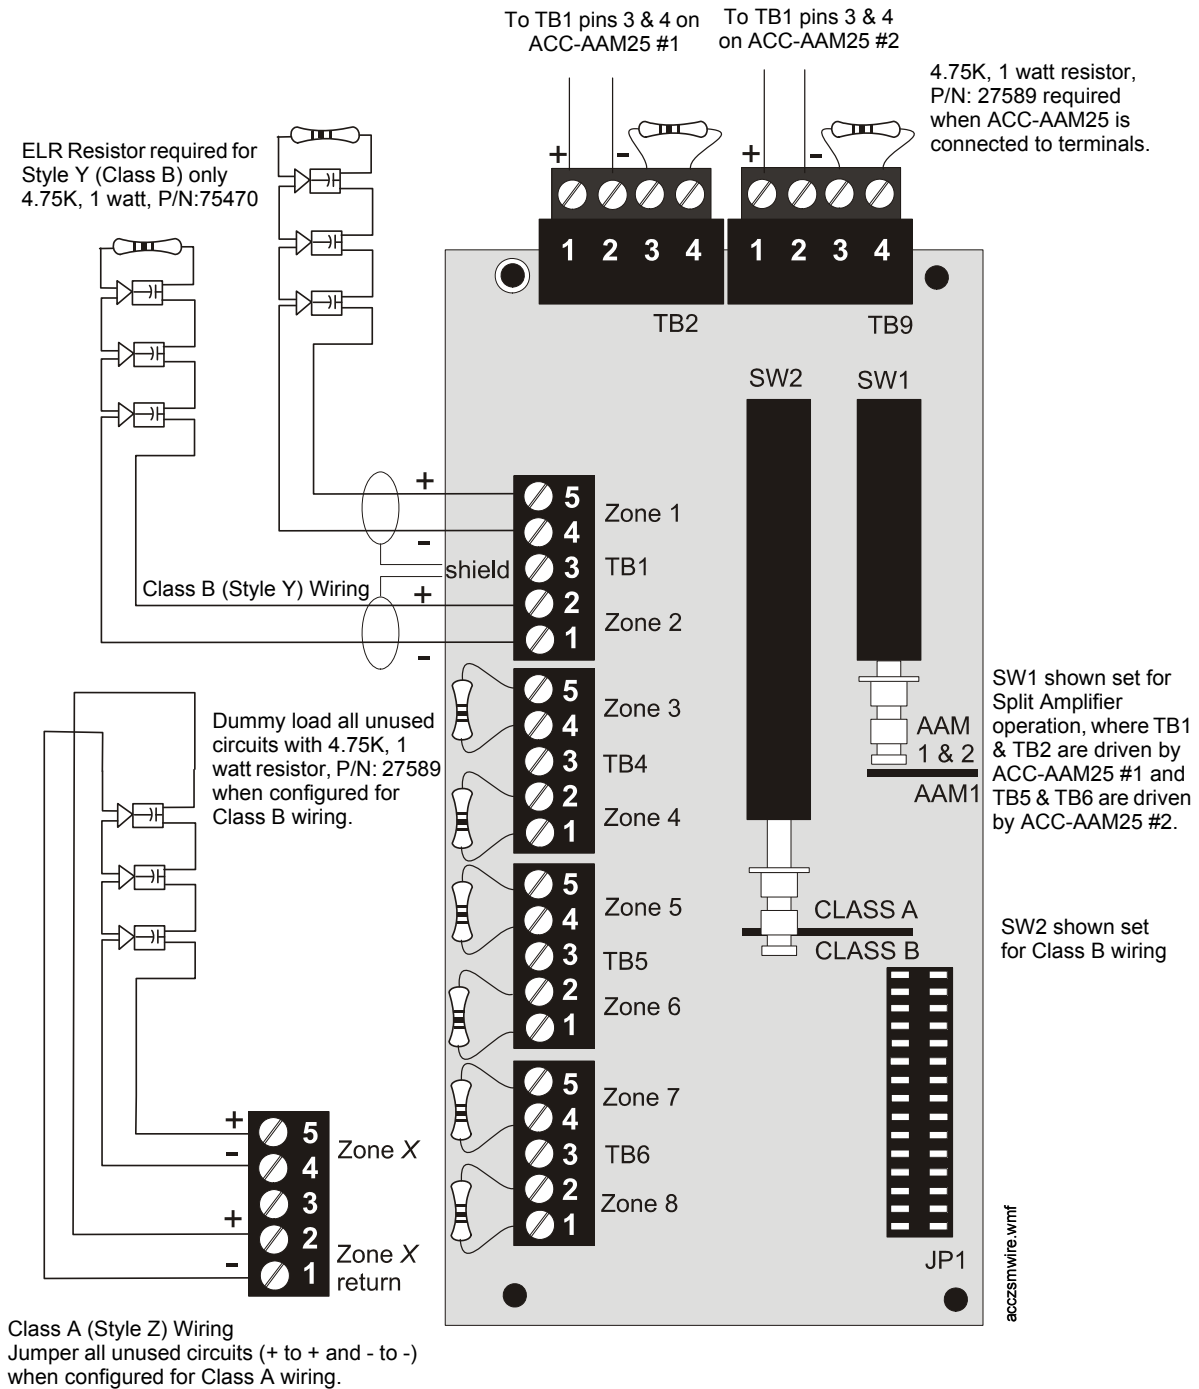 To TB1 pins 3 & 4 on
ACC-AAM25 #1
To TB1 pins 3 & 4
on ACC-AAM25 #2
4.75K, 1 watt resistor,
P/N: 27589 required
when ACC-AAM25 is
connected to terminals.
ELR Resistor required for
Style Y (Class B) only
4.75K, 1 watt, P/N:75470
+ -
+ -
1 2 3 4
1 2 3 4
TB2
TB9
SW2
SW1
+
5
Zone 1
4
-
shield
3
TB1
Class B (Style Y) Wiring
+
2
Zone 2
1
-
5
Zone 3
4
3
TB4
2
Zone 4
1
Dummy load all unused
circuits with 4.75K, 1
watt resistor, P/N: 27589
when configured for
Class B wiring.
AAM
1 & 2
AAM1
SW1 shown set for
Split Amplifier
operation, where TB1
& TB2 are driven by
ACC-AAM25 #1 and
TB5 & TB6 are driven
by ACC-AAM25 #2.
5
Zone 5
4
3
TB5
2
Zone 6
1
CLASS A
CLASS B
SW2 shown set
for Class B wiring
5
Zone 7
4
3
TB6
2
Zone 8
1
JP1
+
5
Zone X
-
4
3
+
2
Zone X
return
-
1
acczsmwire.wmf
Class A (Style Z) Wiring
Jumper all unused circuits (+ to + and - to -)
when configured for Class A wiring.